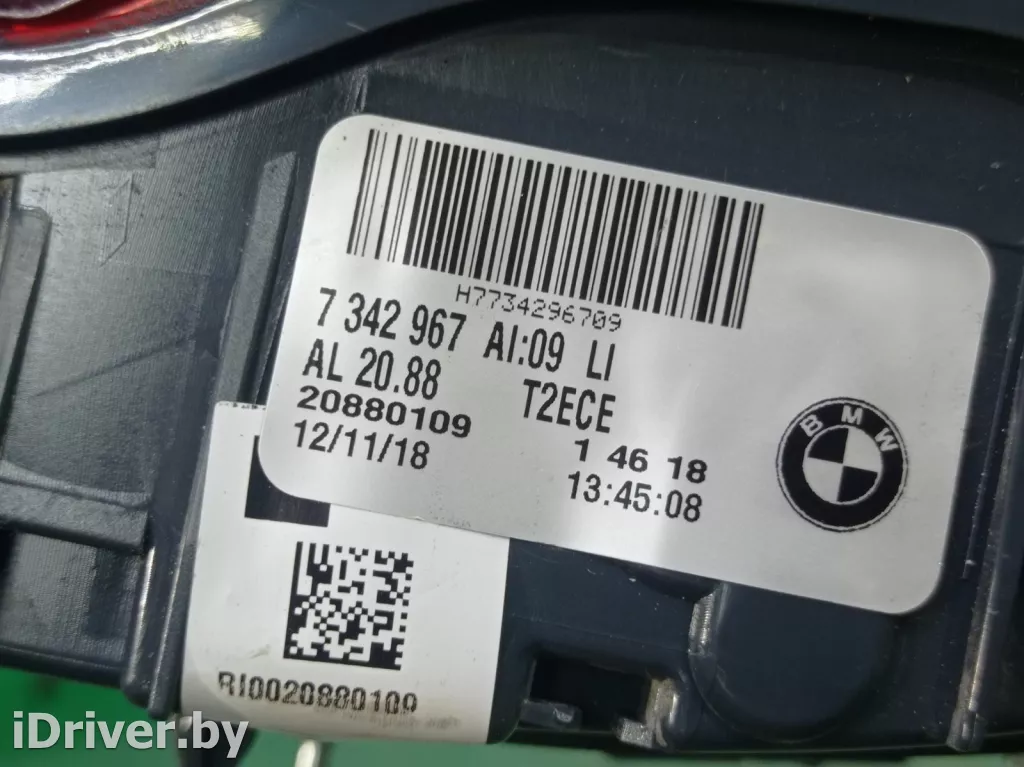 H7734296709
7 342 967 AI:09 LI
AL 20.88 T2ECE
20880109 1 46 18
12/11/18 13:45:08
BMW
RI0020880109
iDriver.by